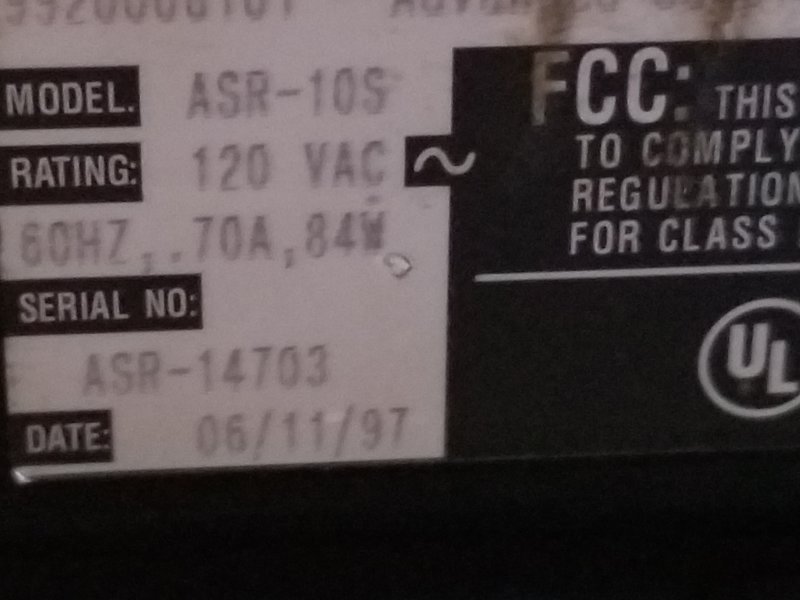 MODEL. ASR-10S
RATING: 120 VAC ~
60HZ,.70A,84W
SERIAL NO:
ASR-14703
DATE: 06/11/97
FCC: THIS
TO COMPLY
REGULATION
FOR CLASS
UL